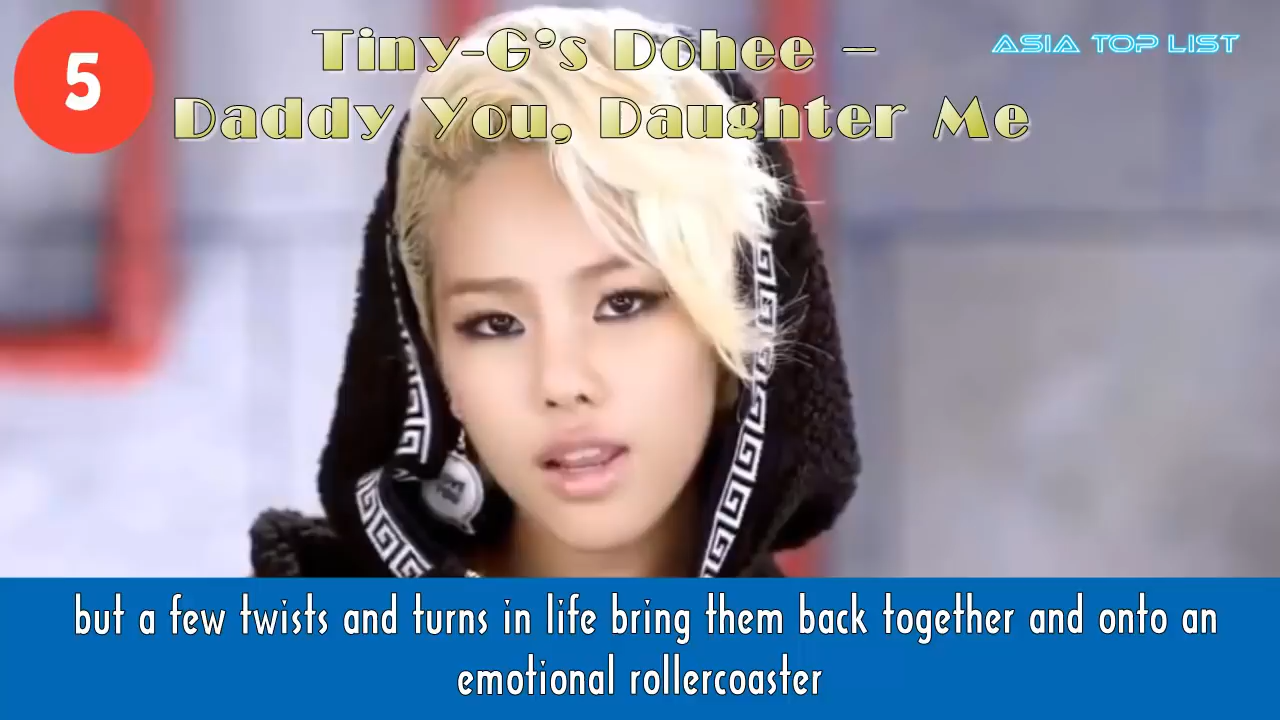 5
Tiny-G's Dohee –
Daddy You, Daughter Me
ASIA TOP LIST
but a few twists and turns in life bring them back together and onto an
emotional rollercoaster